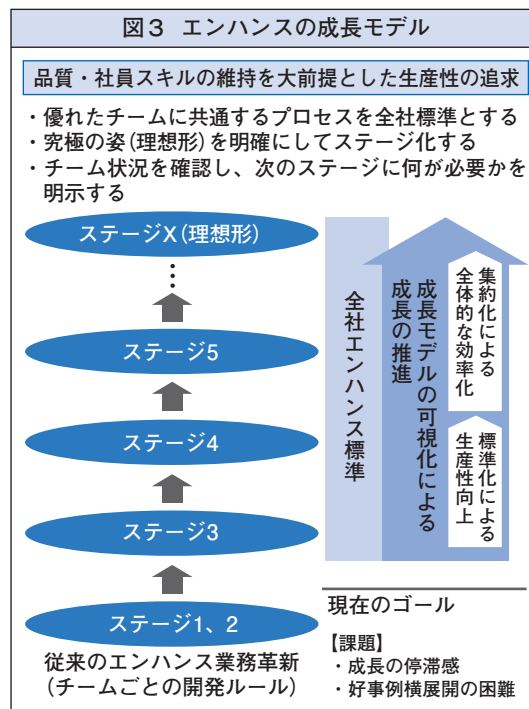 図3 エンハンスの成長モデル
品質・社員スキルの維持を大前提とした生産性の追求
・優れたチームに共通するプロセスを全社標準とする
・究極の姿(理想形)を明確にしてステージ化する
・チーム状況を確認し、次のステージに何が必要かを
明示する
ステージX(理想形)
⋮
ステージ5
ステージ4
ステージ3
ステージ1、2
従来のエンハンス業務革新
(チームごとの開発ルール)
全社エンハンス標準
成長モデルの可視化による
成長の推進
集約化による
全体的な効率化
標準化による
生産性向上
現在のゴール
【課題】
・成長の停滞感
・好事例横展開の困難